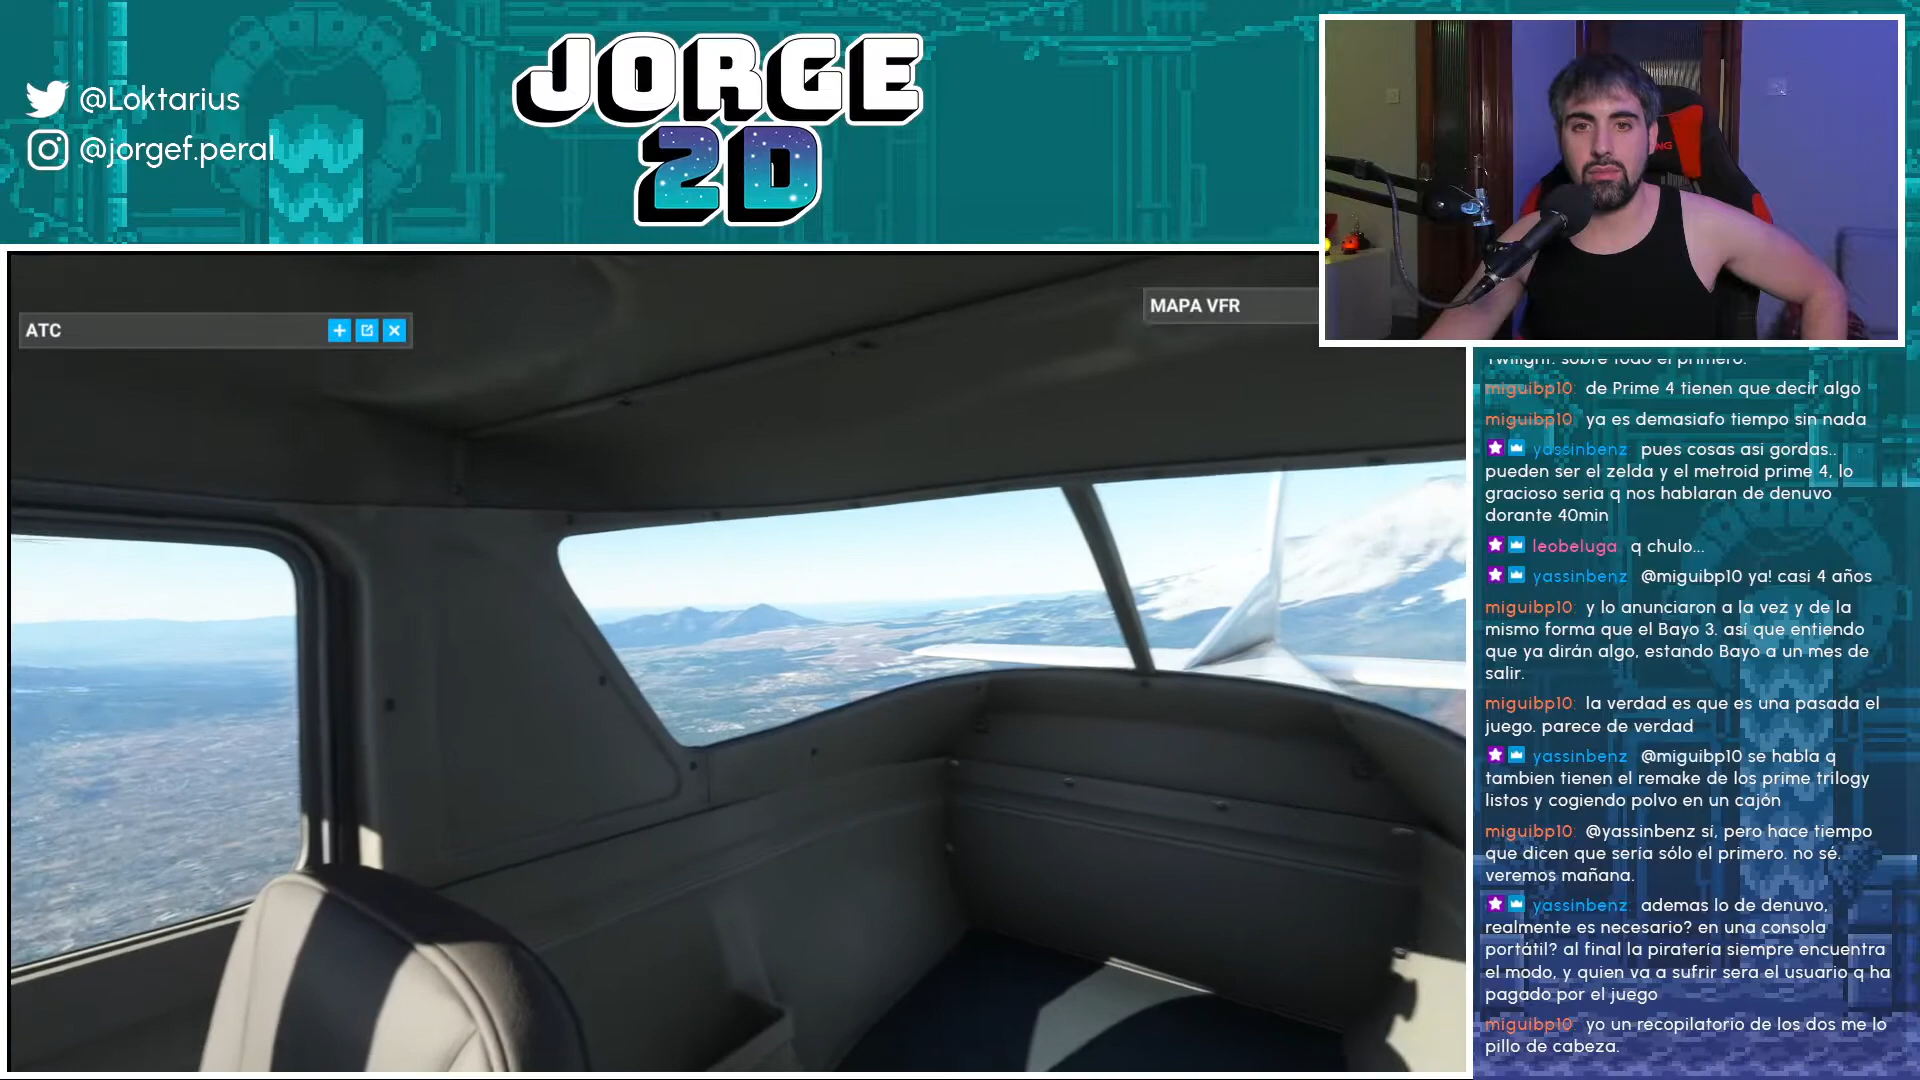 @Loktarius
@jorgef.peral
JORGE
2D
ATC
MAPA VFR
Twilight. sobre todo el primero.
miguibp10: de Prime 4 tienen que decir algo
miguibp10: ya es demasiafo tiempo sin nada
yassinbenz: pues cosas asi gordas..
pueden ser el zelda y el metroid prime 4, lo
gracioso seria q nos hablaran de denuvo
dorante 40min
leobeluga: q chulo...
yassinbenz: @miguibp10 ya! casi 4 años
miguibp10: y lo anunciaron a la vez y de la
mismo forma que el Bayo 3. así que entiendo
que ya dirán algo, estando Bayo a un mes de
salir.
miguibp10: la verdad es que es una pasada el
juego. parece de verdad
yassinbenz: @miguibp10 se habla q
tambien tienen el remake de los prime trilogy
listos y cogiendo polvo en un cajón
miguibp10: @yassinbenz sí, pero hace tiempo
que dicen que sería sólo el primero. no sé.
veremos mañana.
yassinbenz: ademas lo de denuvo,
realmente es necesario? en una consola
portátil? al final la piratería siempre encuentra
el modo, y quien va a sufrir sera el usuario q ha
pagado por el juego
miguibp10: yo un recopilatorio de los dos me lo
pillo de cabeza.